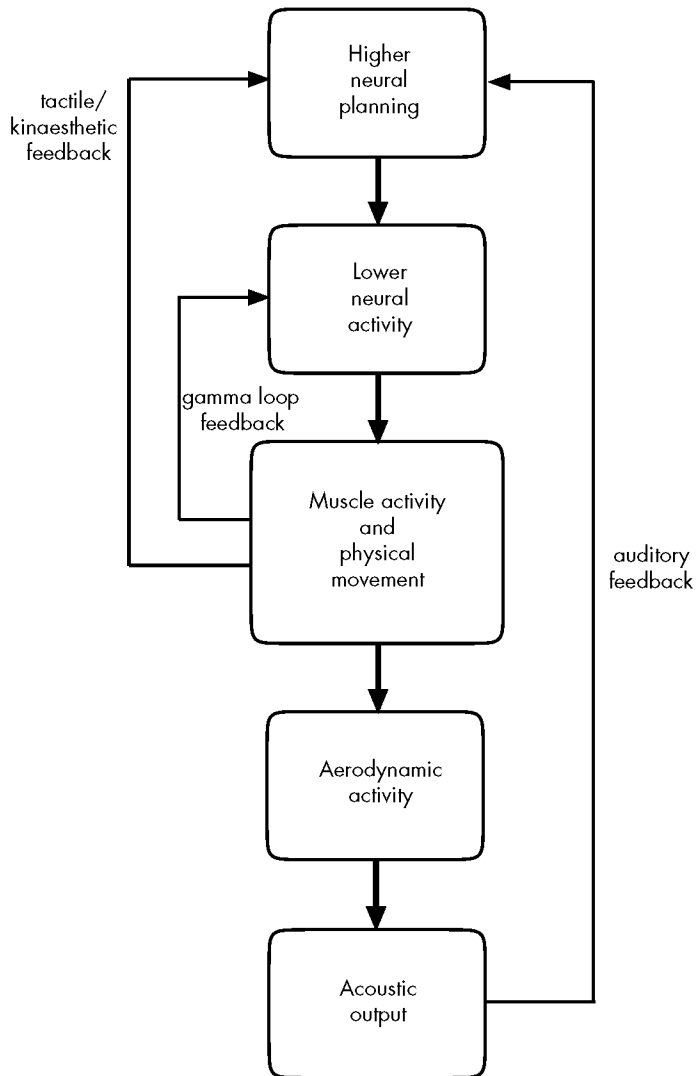 Higher
neural
planning
tactile/
kinaesthetic
feedback
Lower
neural
activity
gamma loop
feedback
Muscle activity
and
physical
movement
auditory
feedback
Aerodynamic
activity
Acoustic
output